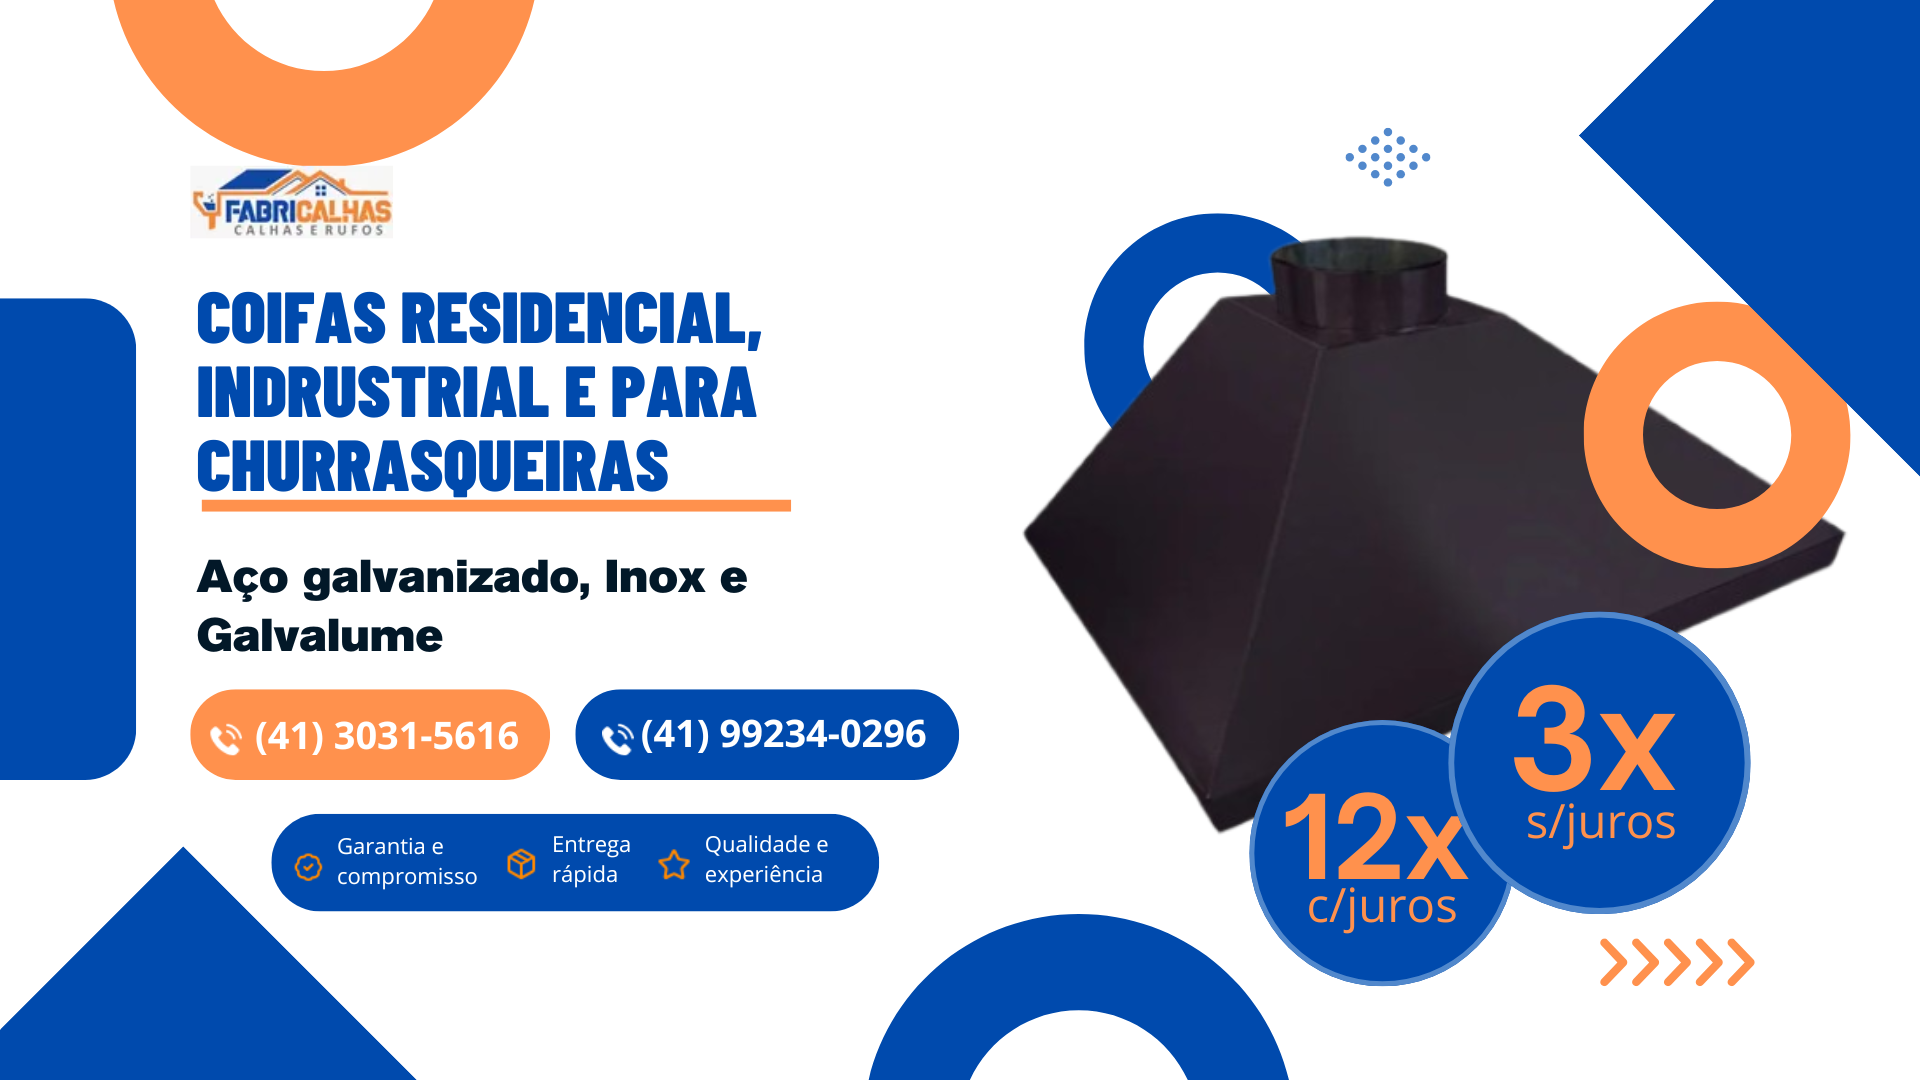 FABRICALHAS
CALHAS E RUFOS
COIFAS RESIDENCIAL,
INDRUSTRIAL E PARA
CHURRASQUEIRAS
Aço galvanizado, Inox e
Galvalume
(41) 3031-5616
(41) 99234-0296
Garantia e
compromisso
Entrega
rápida
Qualidade e
experiência
12x
c/juros
3x
s/juros